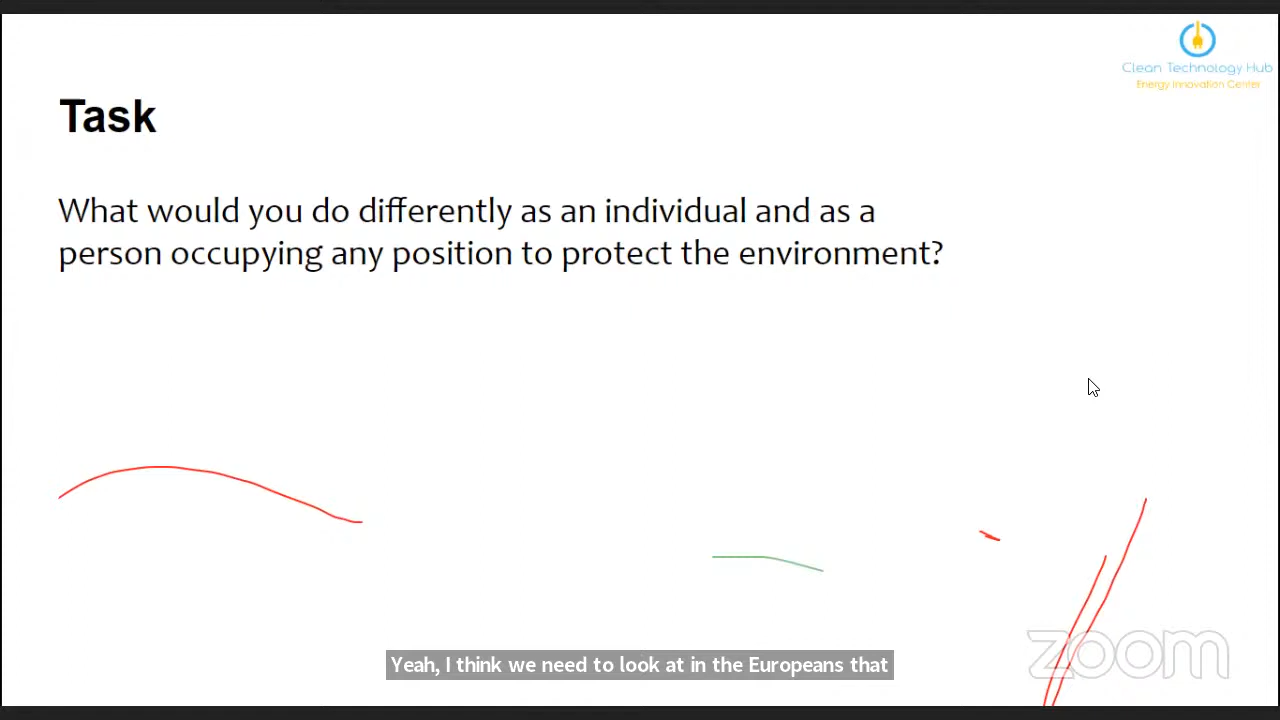 Clean Technology Hub
Energy Innovation Center
Task
What would you do differently as an individual and as a
person occupying any position to protect the environment?
Yeah, I think we need to look at in the Europeans that
zoom